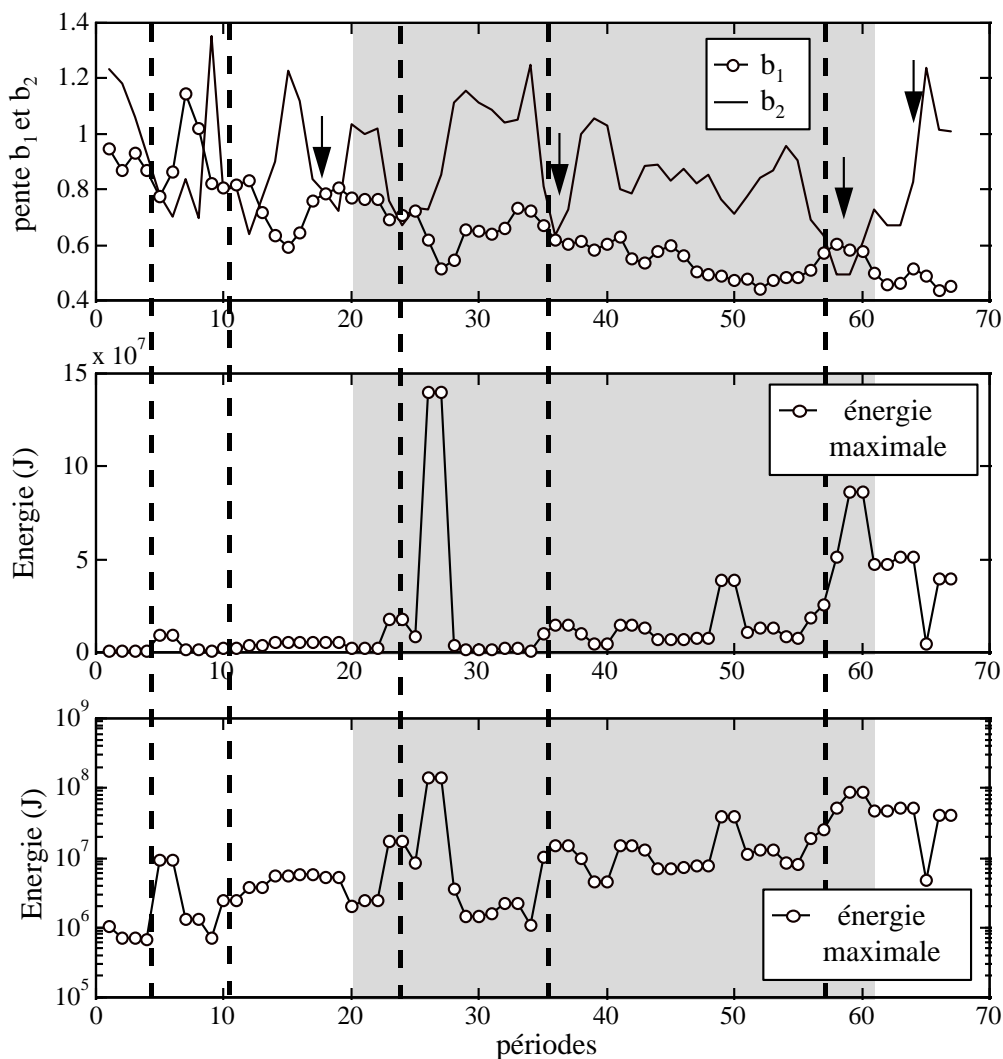 pente b1 et b2
1.4
1.2
1
0.8
0.6
0.4
b1
b2
0 10 20 30 40 50 60 70
x 10^7
Energie (J)
15
10
5
0
énergie
maximale
0 10 20 30 40 50 60 70
Energie (J)
10^9
10^8
10^7
10^6
10^5
énergie
maximale
0 10 20 30 40 50 60 70
périodes